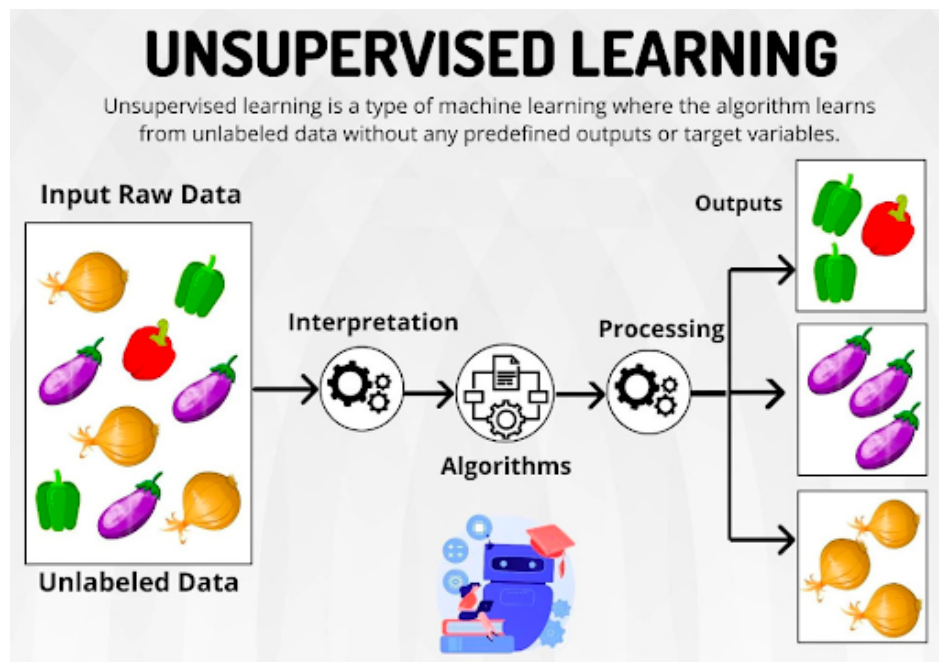 UNSUPERVISED LEARNING
Unsupervised learning is a type of machine learning where the algorithm learns
from unlabeled data without any predefined outputs or target variables.
Input Raw Data
Outputs
Interpretation
Processing
Algorithms
Unlabeled Data